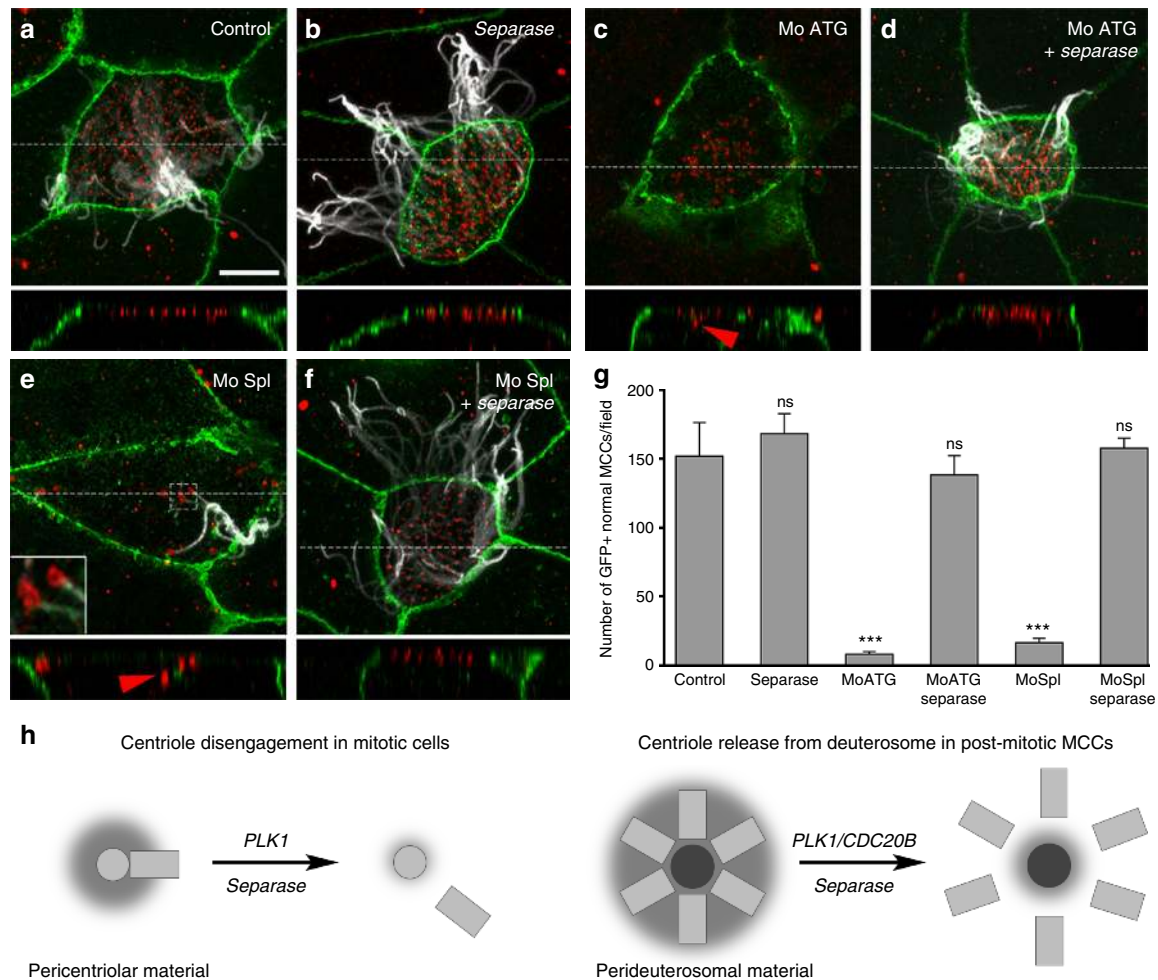 a
Control
b
Separase
c
Mo ATG
d
Mo ATG
+ separase
e
Mo Spl
f
Mo Spl
+ separase
g
Number of GFP+ normal MCCs/field
200
150
100
50
0
ns
***
ns
***
ns
Control
Separase
MoATG
MoATG
separase
MoSpl
MoSpl
separase
h
Centriole disengagement in mitotic cells
PLK1
Separase
Pericentriolar material
Centriole release from deuterosome in post-mitotic MCCs
PLK1/CDC20B
Separase
Perideuterosomal material